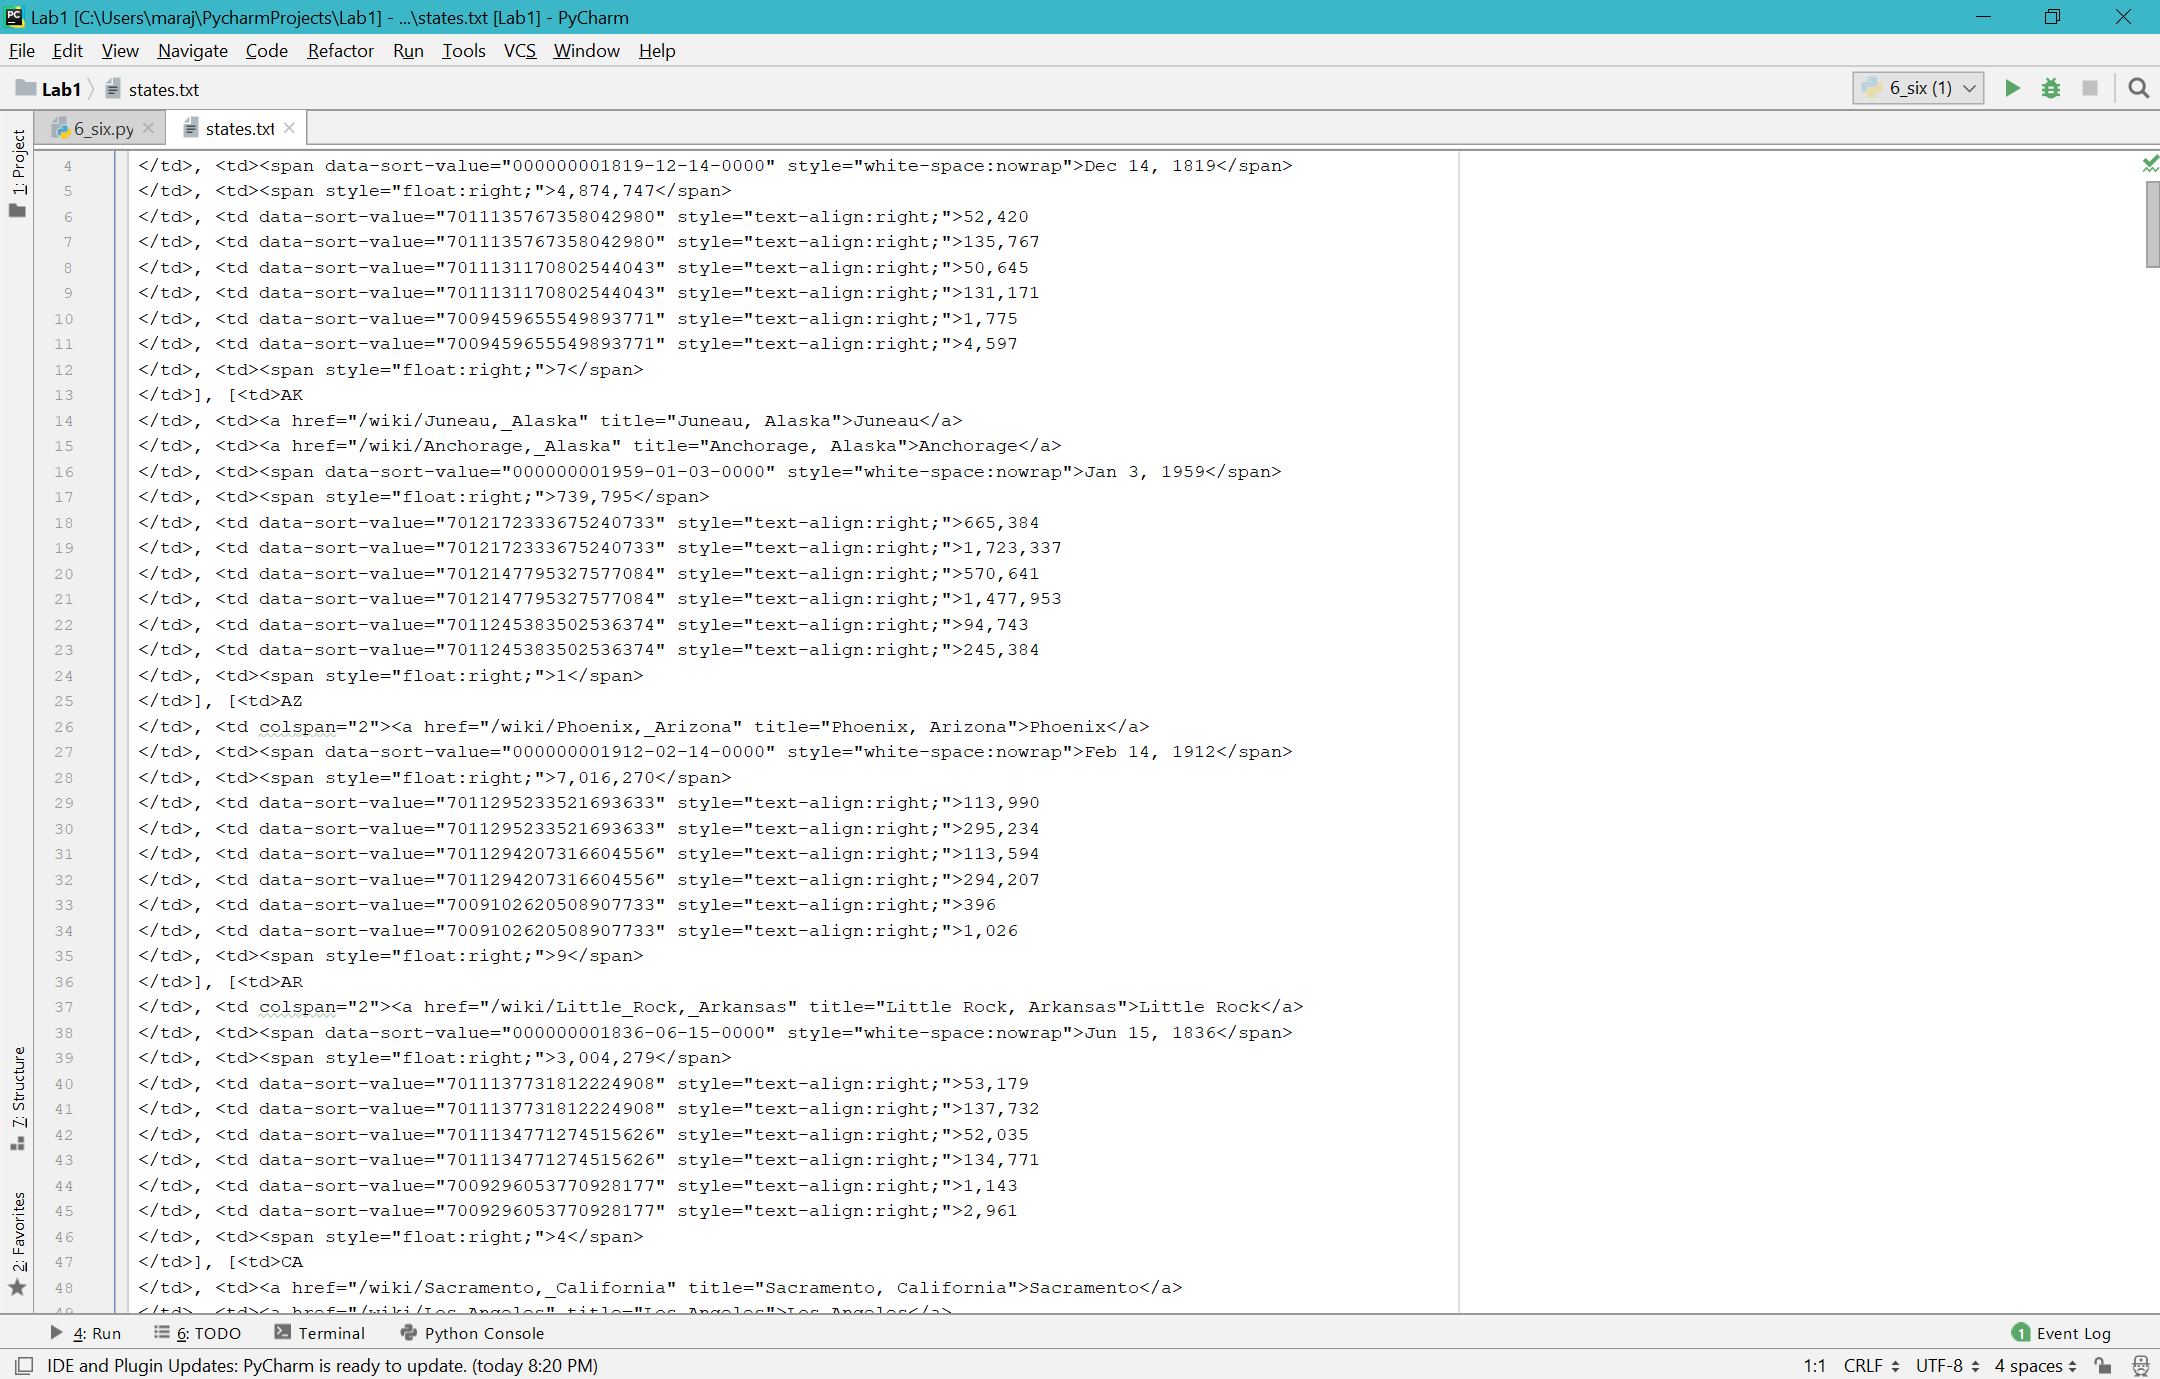 Lab1 [C:\Users\maraj\PycharmProjects\Lab1] - ...\states.txt [Lab1] - PyCharm
File Edit View Navigate Code Refactor Run Tools VCS Window Help
Lab1 states.txt 6_six (1)
6_six.py states.txt
1: Project
7: Structure
2: Favorites
4 </td>, <td><span data-sort-value="000000001819-12-14-0000" style="white-space:nowrap">Dec 14, 1819</span>
5 </td>, <td><span style="float:right;">4,874,747</span>
6 </td>, <td data-sort-value="7011135767358042980" style="text-align:right;">52,420
7 </td>, <td data-sort-value="7011135767358042980" style="text-align:right;">135,767
8 </td>, <td data-sort-value="7011131170802544043" style="text-align:right;">50,645
9 </td>, <td data-sort-value="7011131170802544043" style="text-align:right;">131,171
10 </td>, <td data-sort-value="7009459655549893771" style="text-align:right;">1,775
11 </td>, <td data-sort-value="7009459655549893771" style="text-align:right;">4,597
12 </td>, <td><span style="float:right;">7</span>
13 </td>], [<td>AK
14 </td>, <td><a href="/wiki/Juneau,_Alaska" title="Juneau, Alaska">Juneau</a>
15 </td>, <td><a href="/wiki/Anchorage,_Alaska" title="Anchorage, Alaska">Anchorage</a>
16 </td>, <td><span data-sort-value="000000001959-01-03-0000" style="white-space:nowrap">Jan 3, 1959</span>
17 </td>, <td><span style="float:right;">739,795</span>
18 </td>, <td data-sort-value="7012172333675240733" style="text-align:right;">665,384
19 </td>, <td data-sort-value="7012172333675240733" style="text-align:right;">1,723,337
20 </td>, <td data-sort-value="7012147795327577084" style="text-align:right;">570,641
21 </td>, <td data-sort-value="7012147795327577084" style="text-align:right;">1,477,953
22 </td>, <td data-sort-value="7011245383502536374" style="text-align:right;">94,743
23 </td>, <td data-sort-value="7011245383502536374" style="text-align:right;">245,384
24 </td>, <td><span style="float:right;">1</span>
25 </td>], [<td>AZ
26 </td>, <td colspan="2"><a href="/wiki/Phoenix,_Arizona" title="Phoenix, Arizona">Phoenix</a>
27 </td>, <td><span data-sort-value="000000001912-02-14-0000" style="white-space:nowrap">Feb 14, 1912</span>
28 </td>, <td><span style="float:right;">7,016,270</span>
29 </td>, <td data-sort-value="7011295233521693633" style="text-align:right;">113,990
30 </td>, <td data-sort-value="7011295233521693633" style="text-align:right;">295,234
31 </td>, <td data-sort-value="7011294207316604556" style="text-align:right;">113,594
32 </td>, <td data-sort-value="7011294207316604556" style="text-align:right;">294,207
33 </td>, <td data-sort-value="7009102620508907733" style="text-align:right;">396
34 </td>, <td data-sort-value="7009102620508907733" style="text-align:right;">1,026
35 </td>, <td><span style="float:right;">9</span>
36 </td>], [<td>AR
37 </td>, <td colspan="2"><a href="/wiki/Little_Rock,_Arkansas" title="Little Rock, Arkansas">Little Rock</a>
38 </td>, <td><span data-sort-value="000000001836-06-15-0000" style="white-space:nowrap">Jun 15, 1836</span>
39 </td>, <td><span style="float:right;">3,004,279</span>
40 </td>, <td data-sort-value="7011137731812224908" style="text-align:right;">53,179
41 </td>, <td data-sort-value="7011137731812224908" style="text-align:right;">137,732
42 </td>, <td data-sort-value="7011134771274515626" style="text-align:right;">52,035
43 </td>, <td data-sort-value="7011134771274515626" style="text-align:right;">134,771
44 </td>, <td data-sort-value="7009296053770928177" style="text-align:right;">1,143
45 </td>, <td data-sort-value="7009296053770928177" style="text-align:right;">2,961
46 </td>, <td><span style="float:right;">4</span>
47 </td>], [<td>CA
48 </td>, <td><a href="/wiki/Sacramento,_California" title="Sacramento, California">Sacramento</a>
49 </td>, <td><a href="/wiki/Los_Angeles" title="Los Angeles">Los Angeles</a>
4: Run 6: TODO Terminal Python Console 1 Event Log
IDE and Plugin Updates: PyCharm is ready to update. (today 8:20 PM) 1:1 CRLF UTF-8 4 spaces